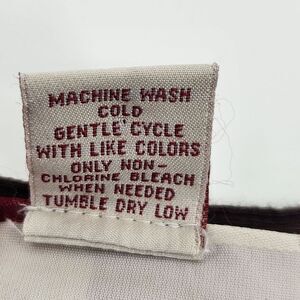 MACHINE WASH
COLD
GENTLE CYCLE
WITH LIKE COLORS
ONLY NON-
CHLORINE BLEACH
WHEN NEEDED
TUMBLE DRY LOW